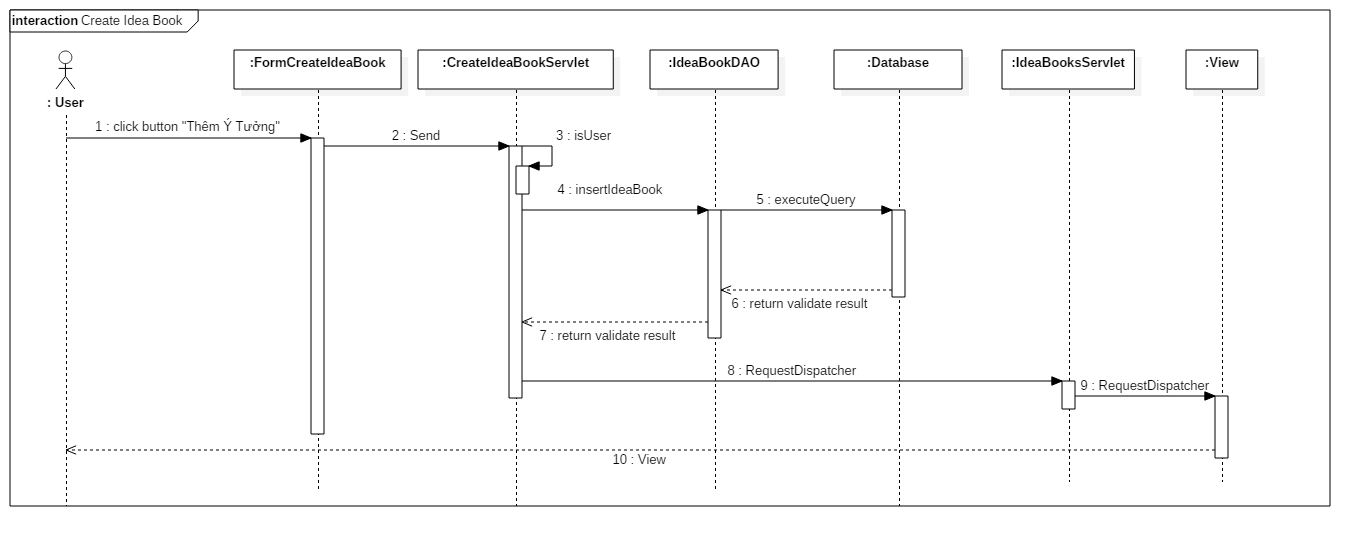 interaction Create Idea Book
: User
:FormCreateIdeaBook
:CreateIdeaBookServlet
:IdeaBookDAO
:Database
:IdeaBooksServlet
:View
1 : click button "Thêm Ý Tưởng"
2 : Send
3 : isUser
4 : insertIdeaBook
5 : executeQuery
6 : return validate result
7 : return validate result
8 : RequestDispatcher
9 : RequestDispatcher
10 : View